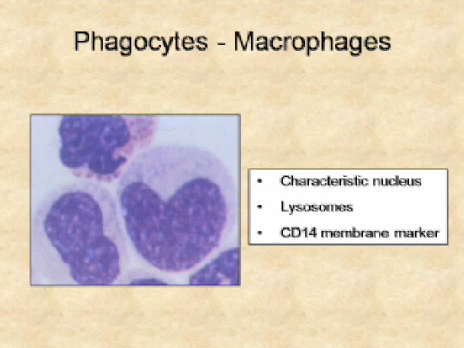 Phagocytes - Macrophages
• Characteristic nucleus
• Lysosomes
• CD14 membrane marker